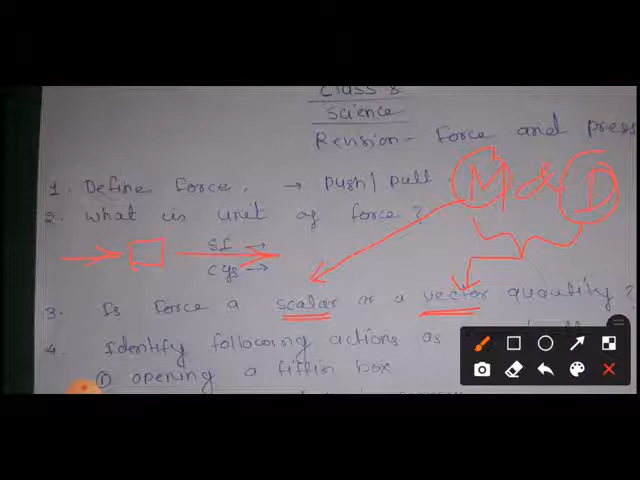 Class 8
Science
Revision - Force and press
1. Define Force. → Push/Pull
M & D
2. What is unit of force?
SI →
CGS →
3. Is Force a scalar or a vector quantity?
4. Identify following actions as
① opening a tiffin box